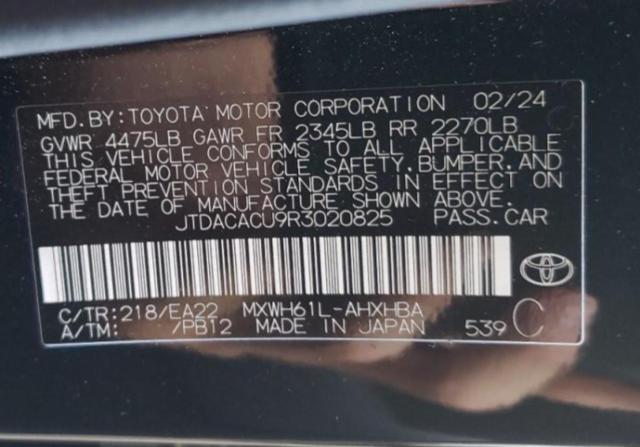 MFD.BY:TOYOTA MOTOR CORPORATION 02/24
GVWR 4475LB GAWR FR 2345LB RR 2270LB
THIS VEHICLE CONFORMS TO ALL APPLICABLE
FEDERAL MOTOR VEHICLE SAFETY,BUMPER,AND
THEFT PREVENTION STANDARDS IN EFFECT ON
THE DATE OF MANUFACTURE SHOWN ABOVE.
JTDACACU9R3020825 PASS.CAR
C/TR:218/EA22 MXWH61L-AHXHBA
A/TM: /PB12 MADE IN JAPAN 539 C